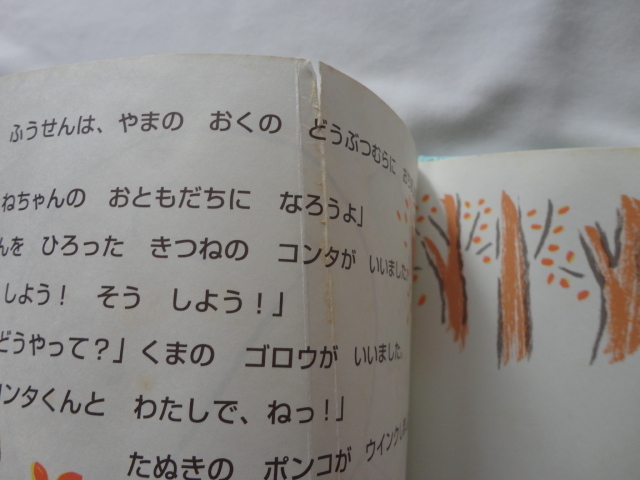 ふうせんは、やまの おくの どうぶつむらに
ねちゃんの おともだちに なろうよ」
んを ひろった きつねの コンタが いいました。
しよう! そう しよう!」
どうやって?」くまの ゴロウが いいました。
ンタくんと わたしで、ねっ!」
たぬきの ポンコが ウインクし